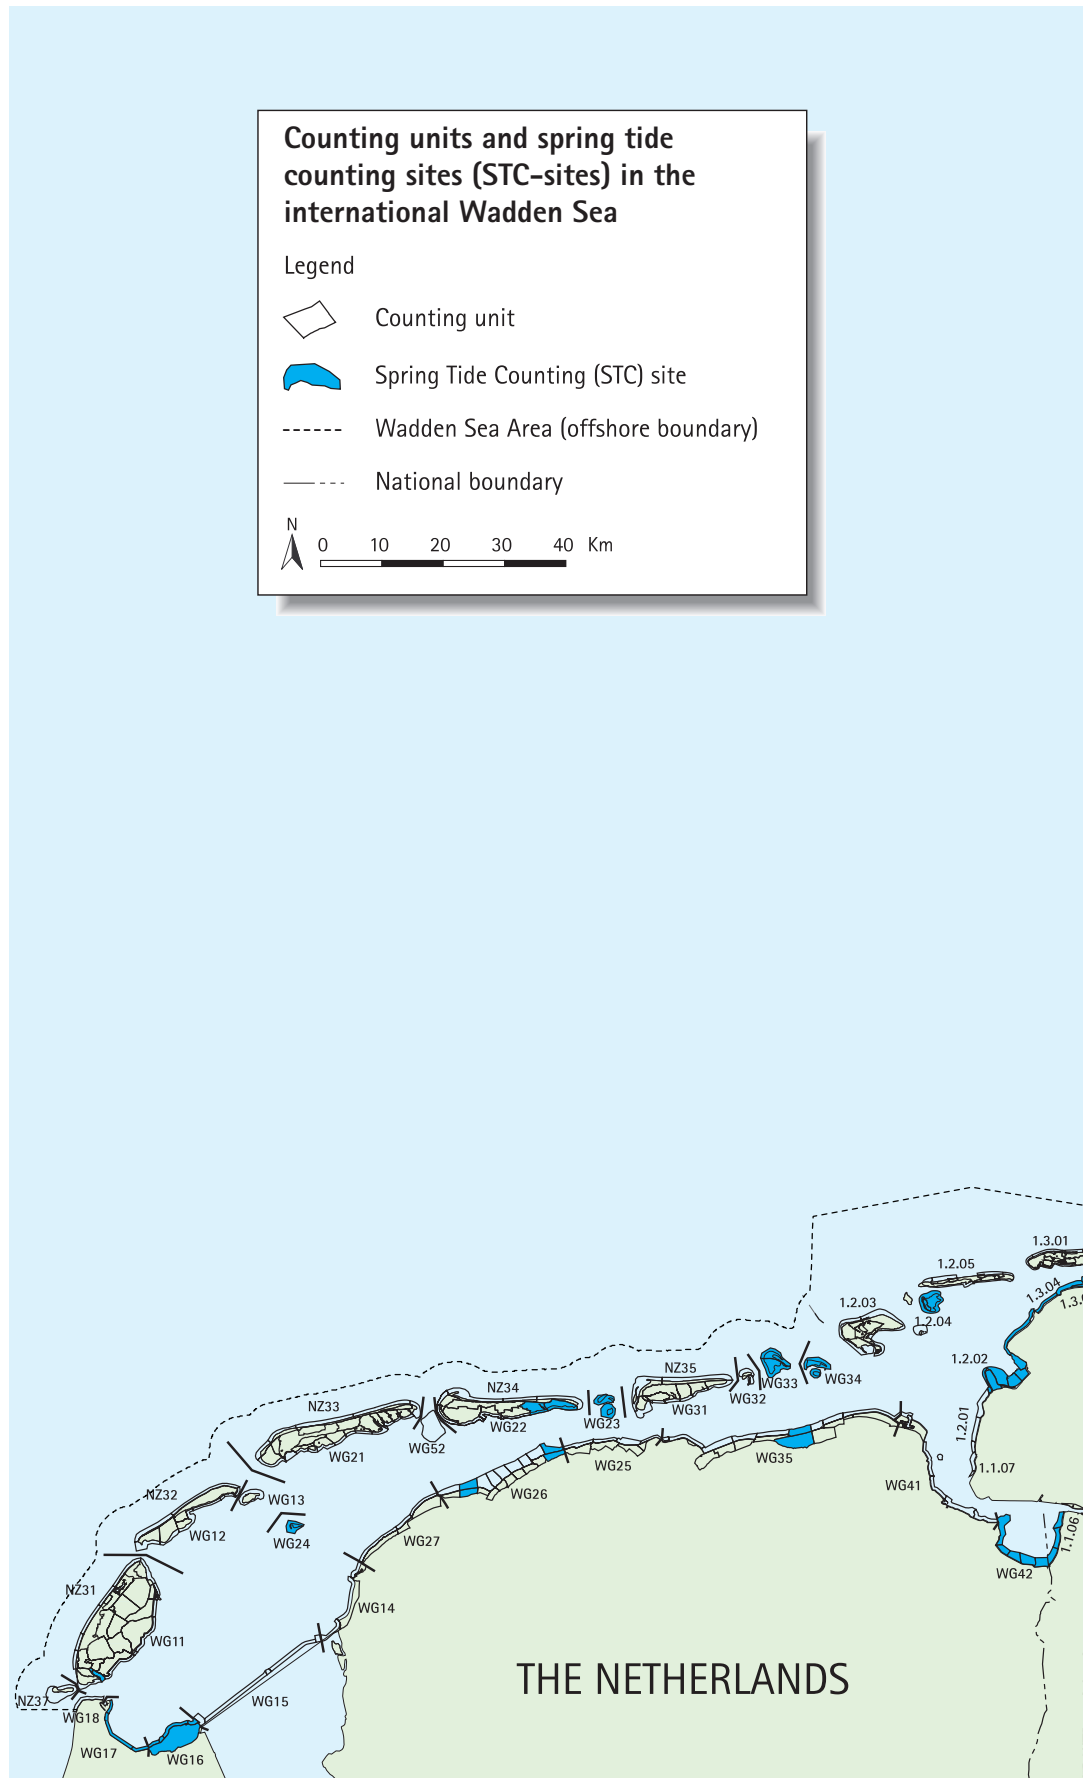 Counting units and spring tide
counting sites (STC-sites) in the
international Wadden Sea
Legend
Counting unit
Spring Tide Counting (STC) site
Wadden Sea Area (offshore boundary)
National boundary
N
0 10 20 30 40 Km
1.3.01
1.2.05
1.3.04
1.2.03
1.2.04
1.2.02
NZ35
WG33
WG34
WG32
NZ34
WG31
NZ33
WG22
WG23
1.2.01
WG52
WG21
WG25
WG35
1.1.07
WG41
NZ32
WG13
WG26
WG12
WG24
WG27
1.1.06
WG42
NZ31
WG14
WG11
THE NETHERLANDS
NZ37
WG15
WG18
WG17
WG16